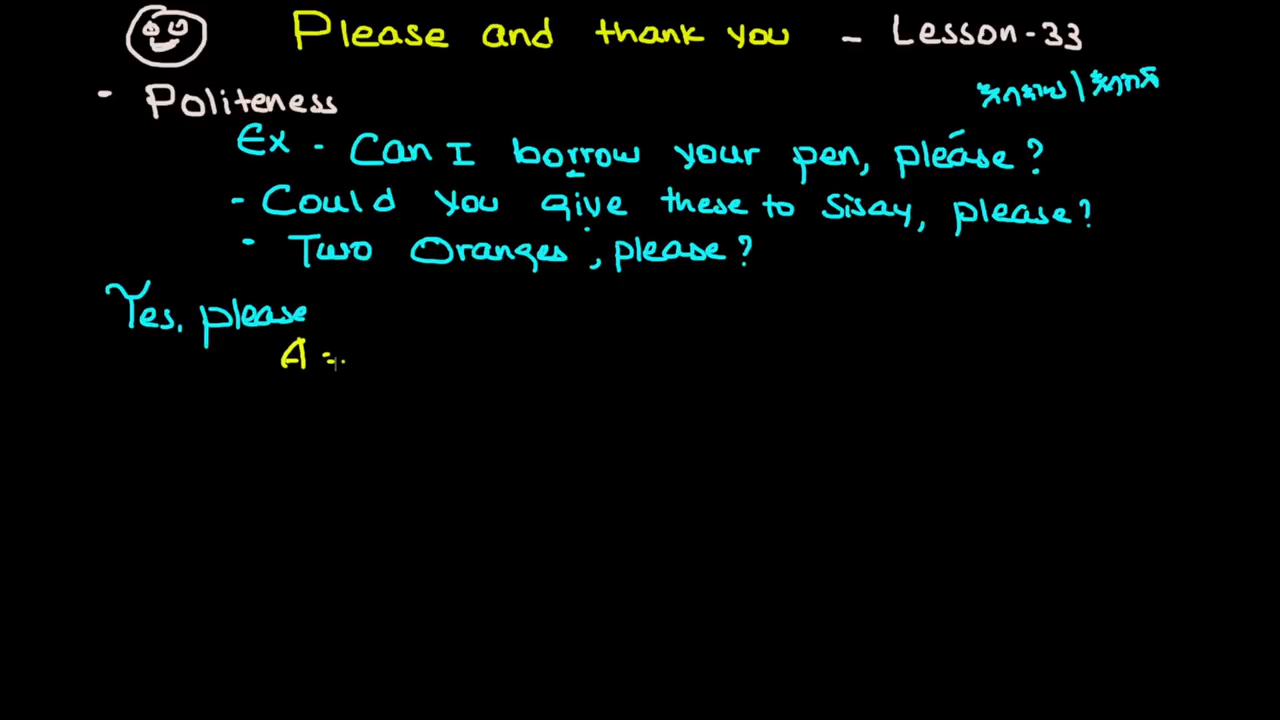 Please and thank you - Lesson-33
- Politeness
Ex - Can I borrow your pen, please?
- Could you give these to Sisay, please?
- Two Oranges, please?
Yes, please
A =